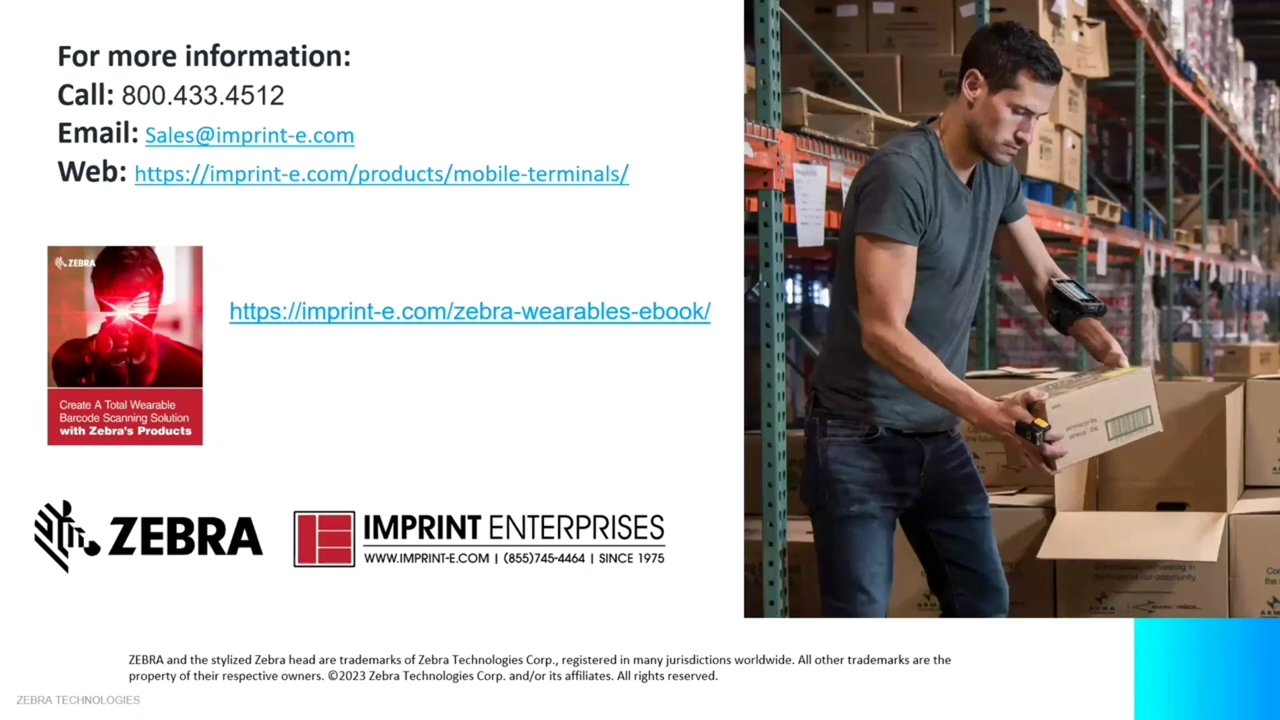 For more information:
Call: 800.433.4512
Email: Sales@imprint-e.com
Web: https://imprint-e.com/products/mobile-terminals/
ZEBRA
Create A Total Wearable
Barcode Scanning Solution
with Zebra's Products
https://imprint-e.com/zebra-wearables-ebook/
ZEBRA
IMPRINT ENTERPRISES
WWW.IMPRINT-E.COM | (855)745-4464 | SINCE 1975
ZEBRA and the stylized Zebra head are trademarks of Zebra Technologies Corp., registered in many jurisdictions worldwide. All other trademarks are the
property of their respective owners. ©2023 Zebra Technologies Corp. and/or its affiliates. All rights reserved.
ZEBRA TECHNOLOGIES